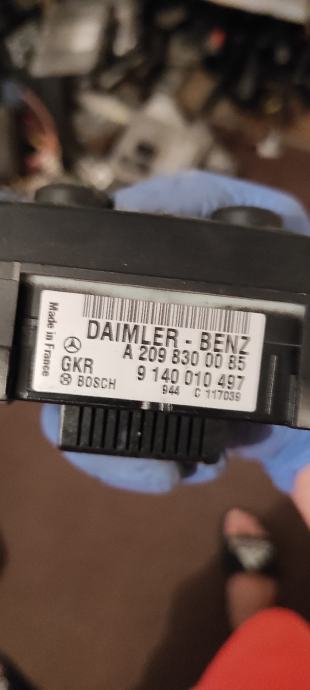 Made in France
DAIMLER - BENZ
A 209 830 00 85
GKR 9 140 010 497
BOSCH 944 C 117039